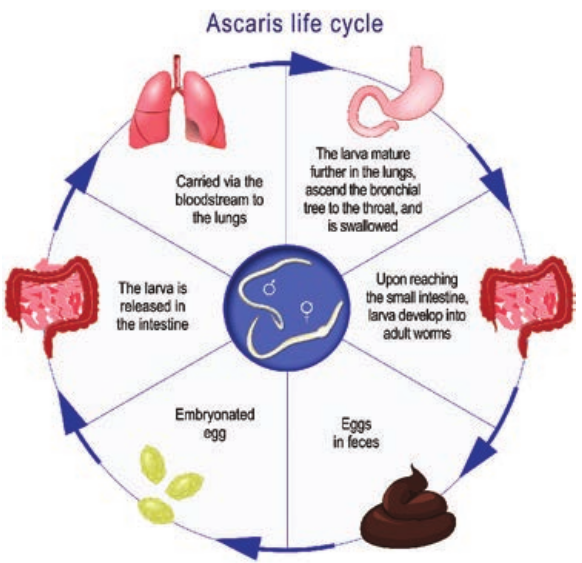 Ascaris life cycle
Carried via the
bloodstream to
the lungs
The larva mature
further in the lungs,
ascend the bronchial
tree to the throat, and
is swallowed
Upon reaching
the small intestine,
larva develop into
adult worms
Eggs
in feces
Embryonated
egg
The larva is
released in
the intestine
♂
♀